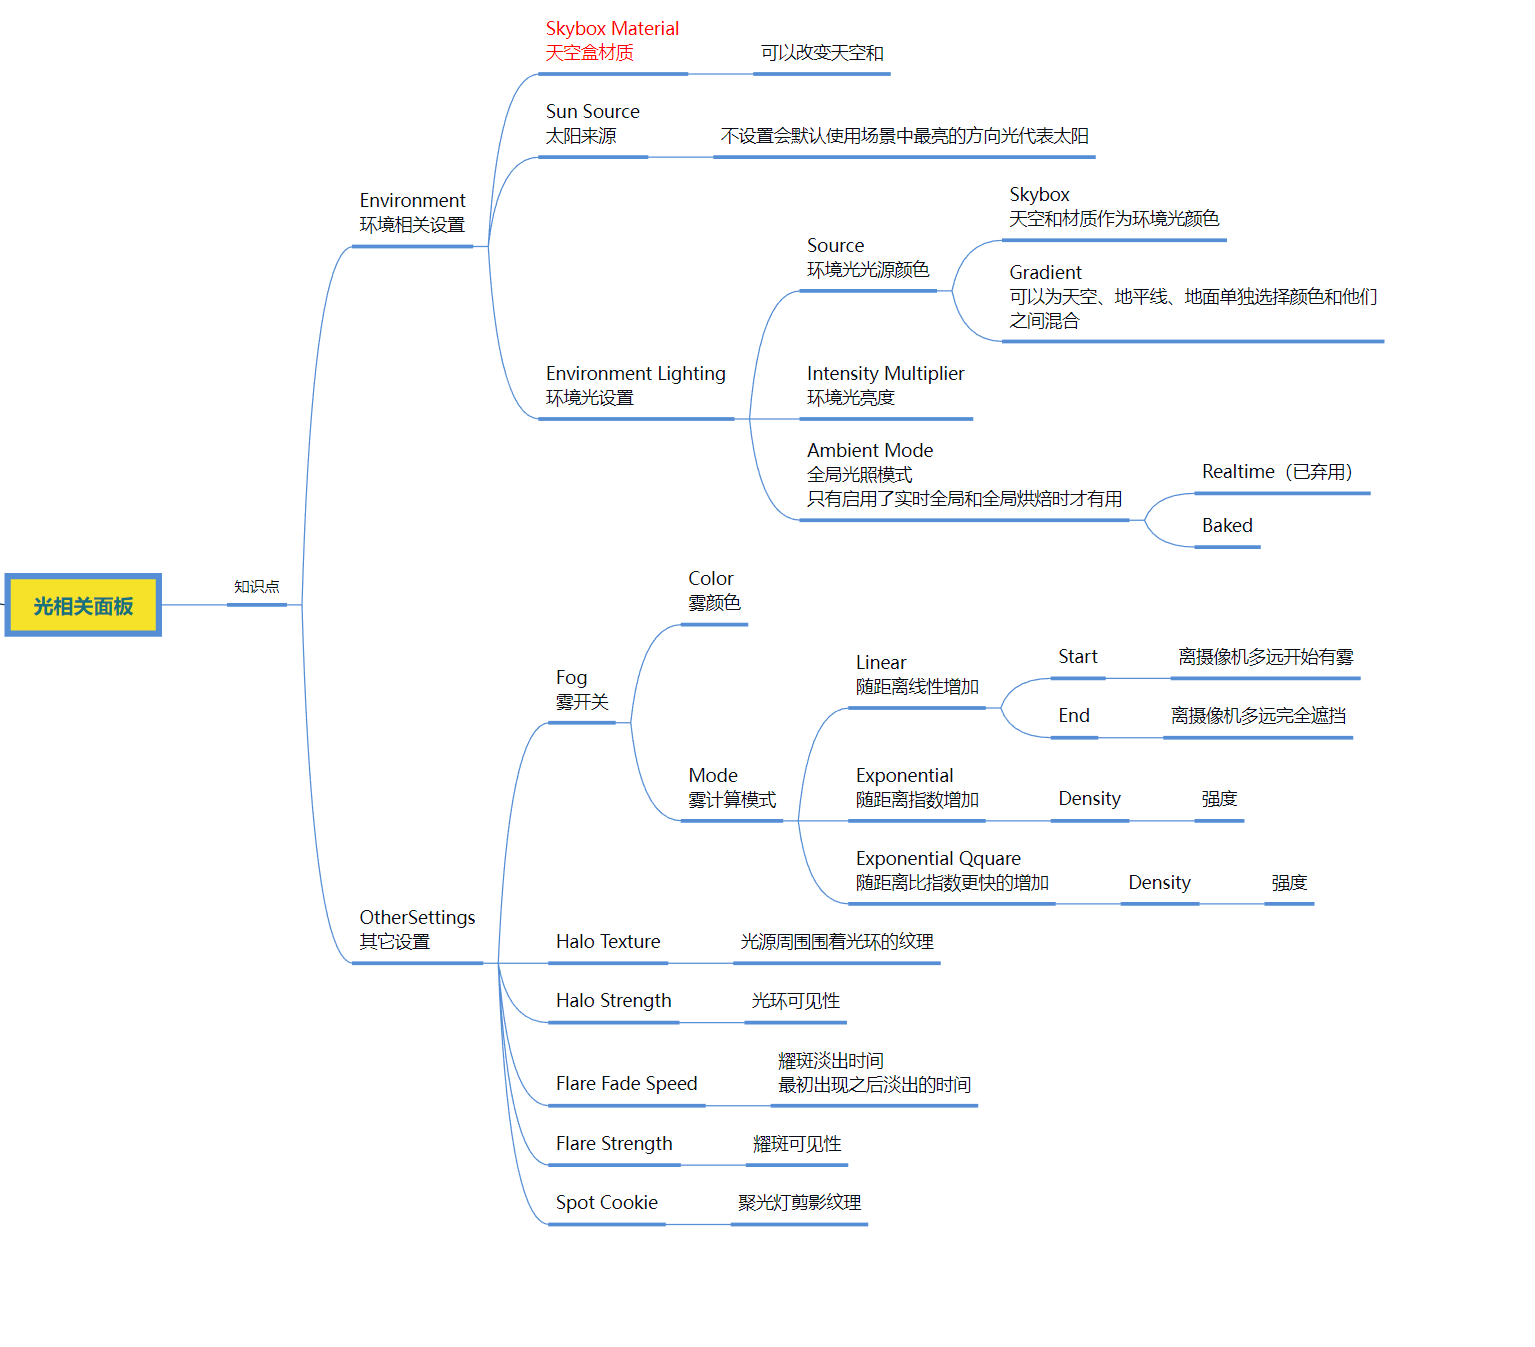 光相关面板
知识点
Environment
环境相关设置
Skybox Material
天空盒材质
可以改变天空和
Sun Source
太阳来源
不设置会默认使用场景中最亮的方向光代表太阳
Environment Lighting
环境光设置
Source
环境光光源颜色
Skybox
天空和材质作为环境光颜色
Gradient
可以为天空、地平线、地面单独选择颜色和他们
之间混合
Intensity Multiplier
环境光亮度
Ambient Mode
全局光照模式
只有启用了实时全局和全局烘焙时才有用
Realtime（已弃用）
Baked
OtherSettings
其它设置
Fog
雾开关
Color
雾颜色
Mode
雾计算模式
Linear
随距离线性增加
Start
离摄像机多远开始有雾
End
离摄像机多远完全遮挡
Exponential
随距离指数增加
Density
强度
Exponential Qquare
随距离比指数更快的增加
Density
强度
Halo Texture
光源周围围着光环的纹理
Halo Strength
光环可见性
Flare Fade Speed
耀斑淡出时间
最初出现之后淡出的时间
Flare Strength
耀斑可见性
Spot Cookie
聚光灯剪影纹理